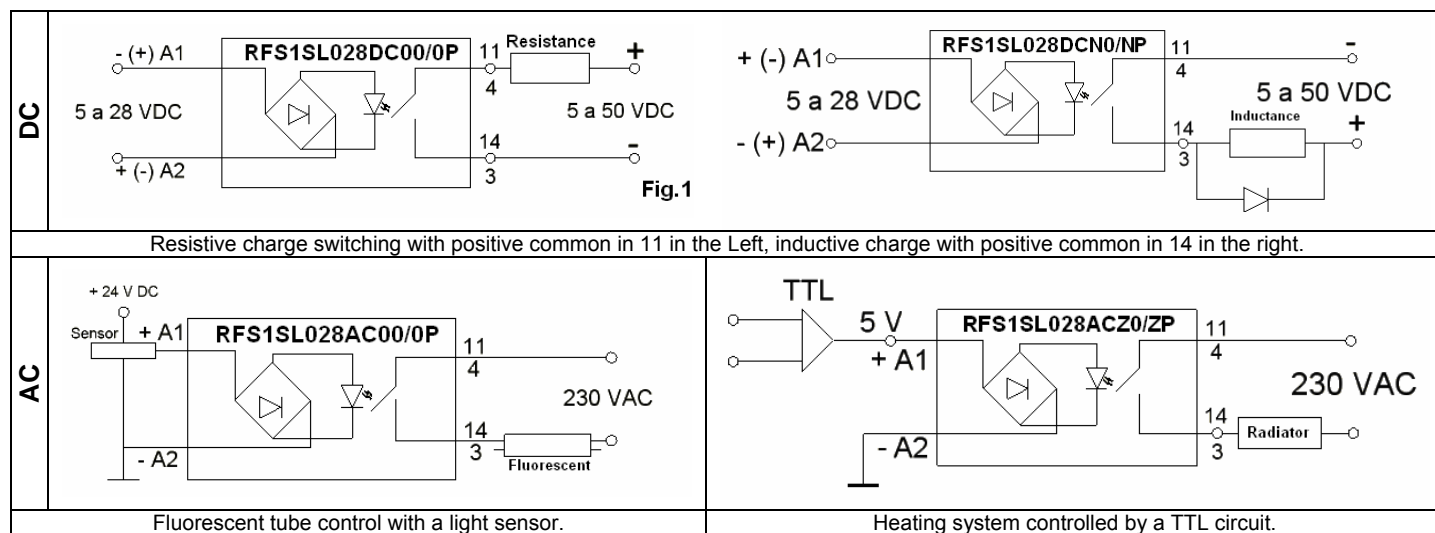 DC
RFS1SL028DC00/0P
- (+) A1
5 a 28 VDC
+ (-) A2
11
4
Resistance
+
5 a 50 VDC
14
3
-
Fig.1
RFS1SL028DCN0/NP
+ (-) A1
5 a 28 VDC
- (+) A2
11
4
-
5 a 50 VDC
14
3
Inductance
+
Resistive charge switching with positive common in 11 in the Left, inductive charge with positive common in 14 in the right.
AC
+ 24 V DC
Sensor
+ A1
RFS1SL028AC00/0P
- A2
11
4
230 VAC
14
3
Fluorescent
TTL
5 V
+ A1
RFS1SL028ACZ0/ZP
- A2
11
4
230 VAC
14
3
Radiator
Fluorescent tube control with a light sensor.
Heating system controlled by a TTL circuit.